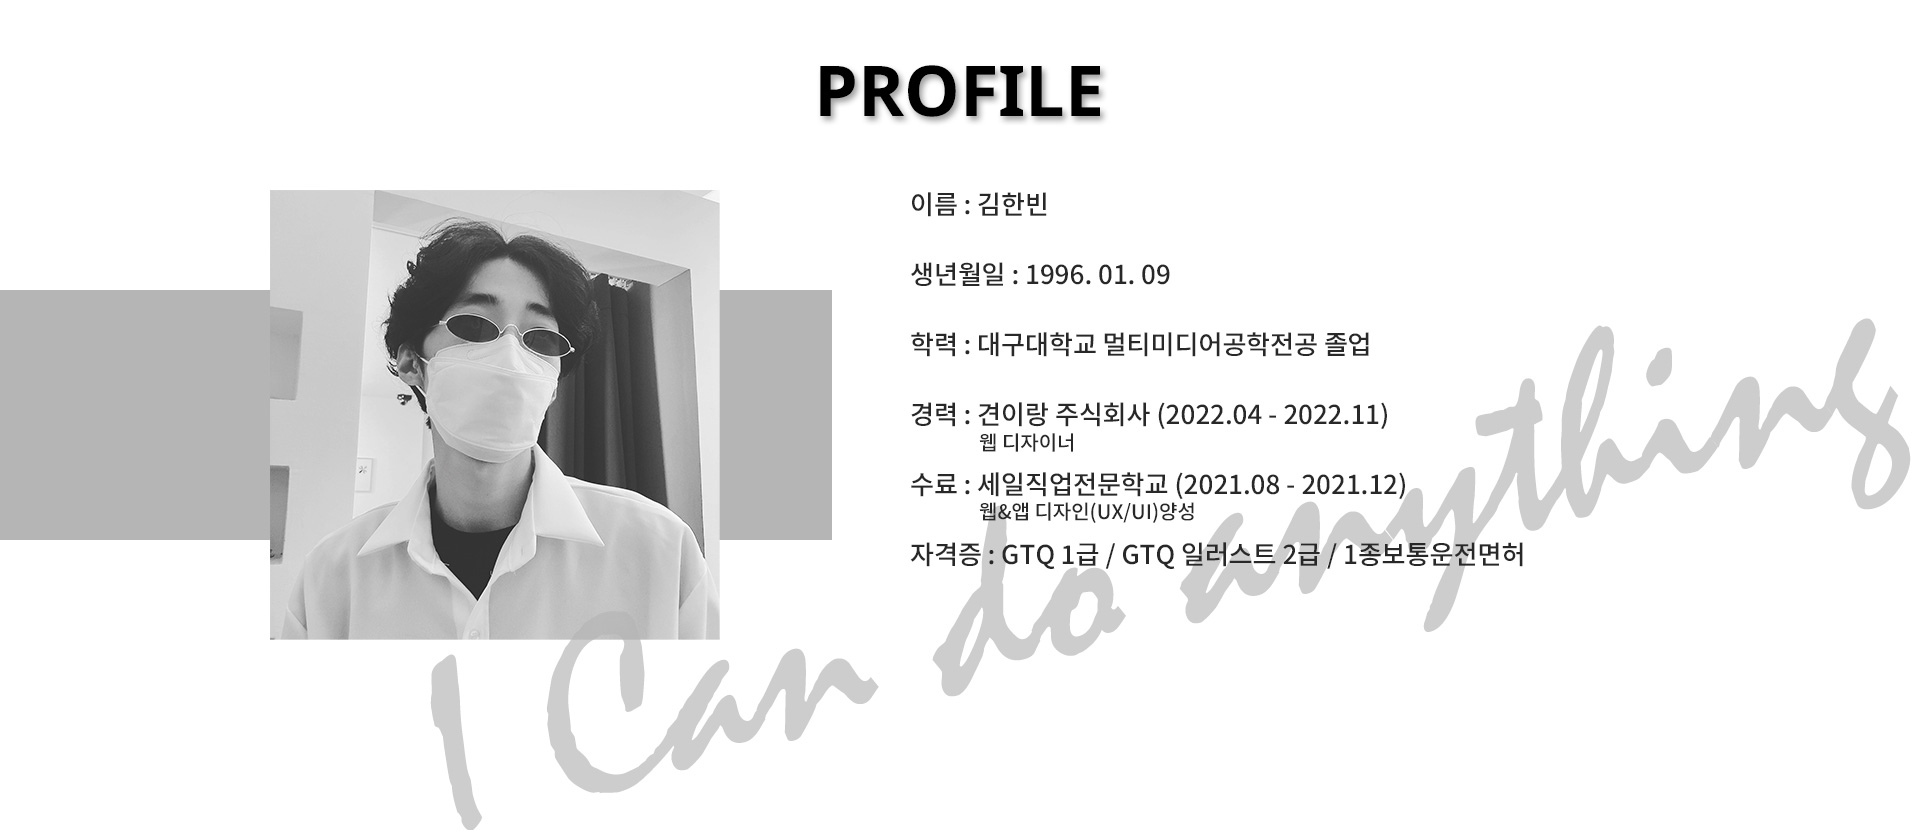 PROFILE
이름 : 김한빈
생년월일 : 1996. 01. 09
학력 : 대구대학교 멀티미디어공학전공 졸업
경력 : 견이랑 주식회사 (2022.04 - 2022.11)
웹 디자이너
수료 : 세일직업전문학교 (2021.08 - 2021.12)
웹&앱 디자인(UX/UI)양성
자격증 : GTQ 1급 / GTQ 일러스트 2급 / 1종보통운전면허
I Can do anything